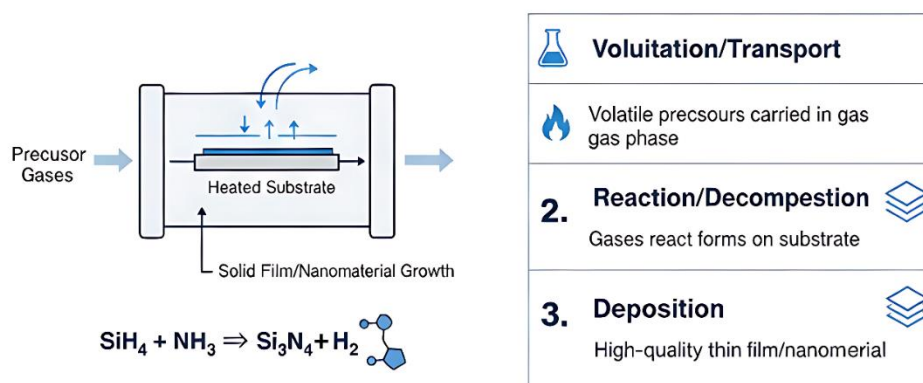 Precusor
Gases
Heated Substrate
Solid Film/Nanomaterial Growth
SiH₄ + NH₃ ⇒ Si₃N₄ + H₂
Voluitation/Transport
Volatile precsours carried in gas
gas phase
2. Reaction/Decompestion
Gases react forms on substrate
3. Deposition
High-quality thin film/nanomerial